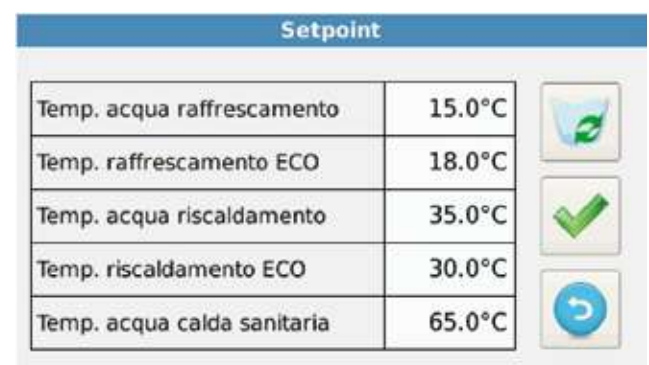 Setpoint
Temp. acqua raffrescamento 15.0°C
Temp. raffrescamento ECO 18.0°C
Temp. acqua riscaldamento 35.0°C
Temp. riscaldamento ECO 30.0°C
Temp. acqua calda sanitaria 65.0°C